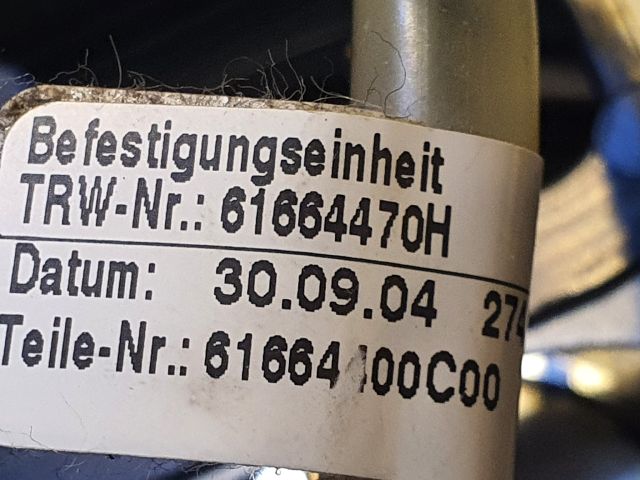 Befestigungseinheit
TRW-Nr.: 61664470H
Datum: 30.09.04 274
Teile-Nr.: